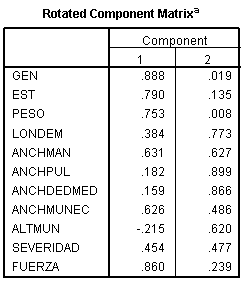 Rotated Component Matrixa
Component
1 2
GEN .888 .019
EST .790 .135
PESO .753 .008
LONDEM .384 .773
ANCHMAN .631 .627
ANCHPUL .182 .899
ANCHDEDMED .159 .866
ANCHMUNEC .626 .486
ALTMUN -.215 .620
SEVERIDAD .454 .477
FUERZA .860 .239